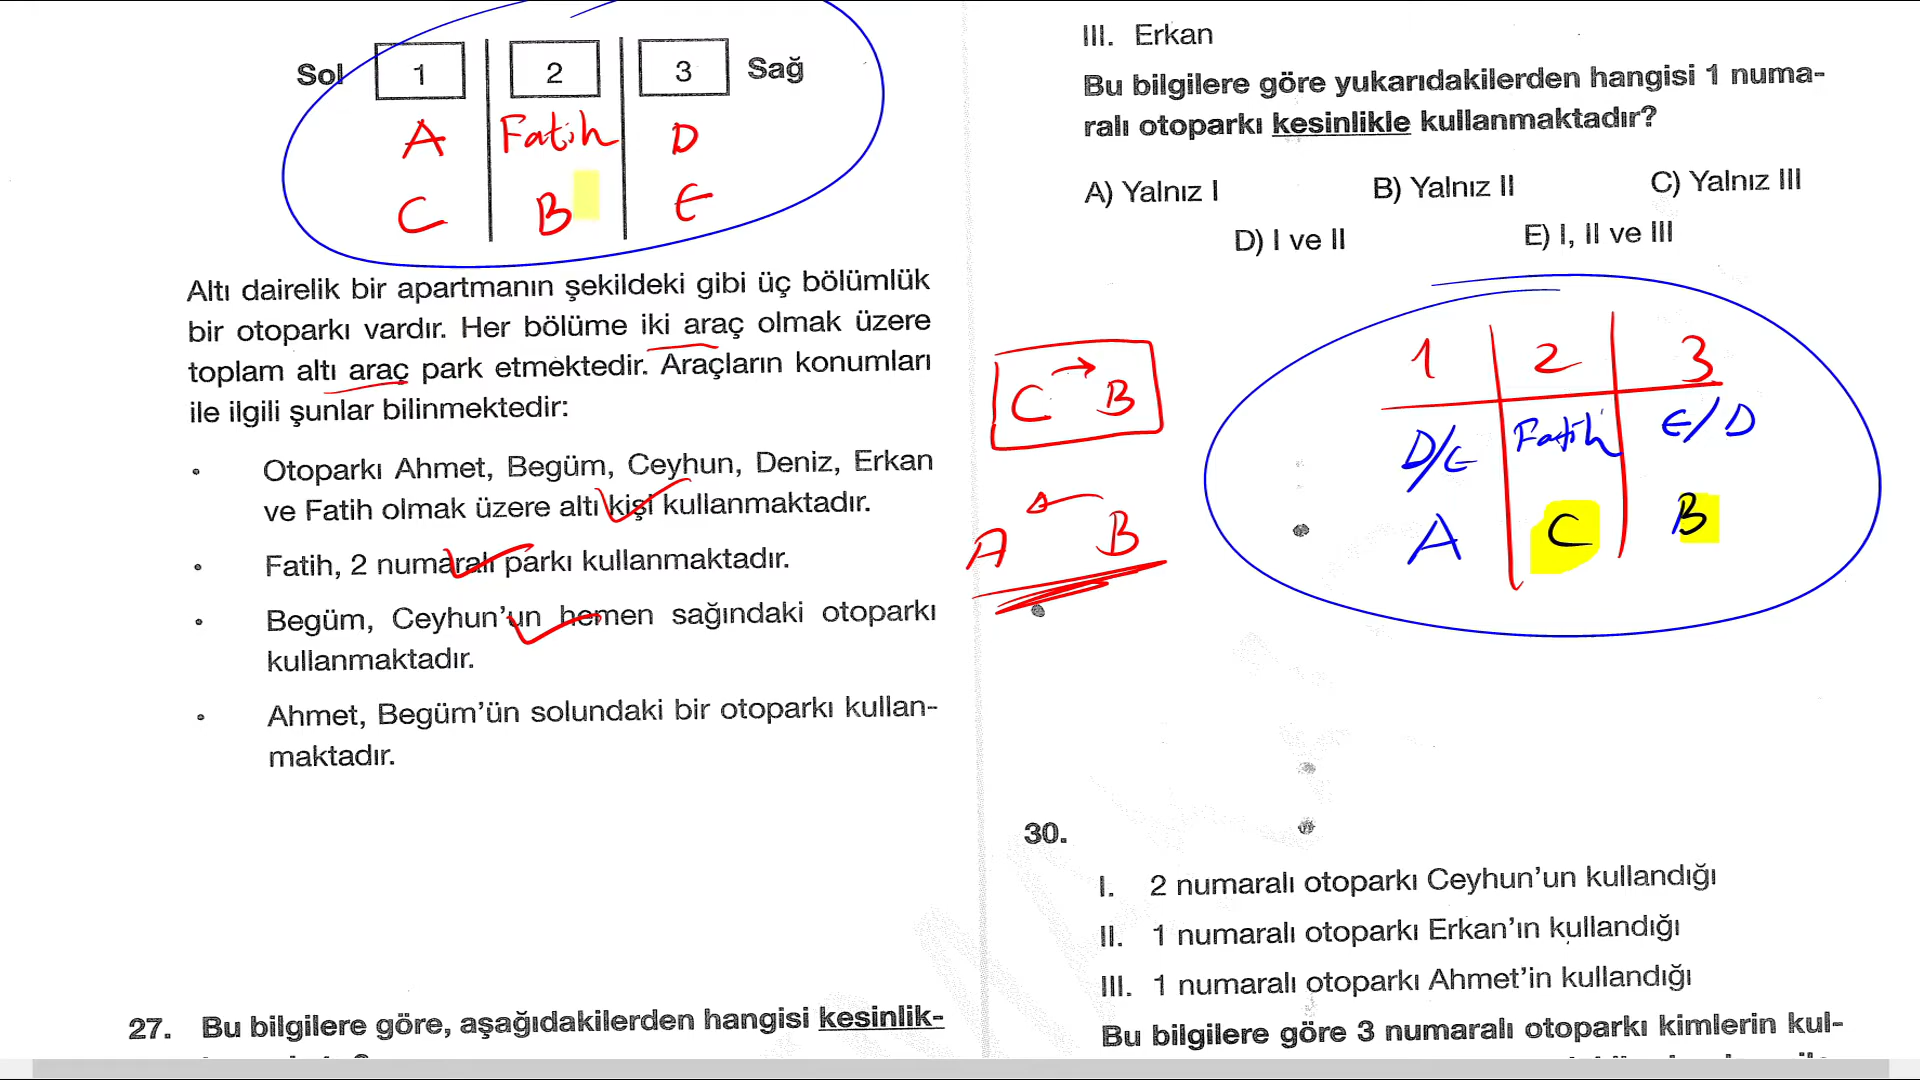 Sol 1 2 3 Sağ
A Fatih D
C B E
Altı dairelik bir apartmanın şekildeki gibi üç bölümlük
bir otoparkı vardır. Her bölüme iki araç olmak üzere
toplam altı araç park etmektedir. Araçların konumları
ile ilgili şunlar bilinmektedir:
• Otoparkı Ahmet, Begüm, Ceyhun, Deniz, Erkan
ve Fatih olmak üzere altı kişi kullanmaktadır.
• Fatih, 2 numaralı parkı kullanmaktadır.
• Begüm, Ceyhun’un hemen sağındaki otoparkı
kullanmaktadır.
• Ahmet, Begüm’ün solundaki bir otoparkı kullan-
maktadır.
27. Bu bilgilere göre, aşağıdakilerden hangisi kesinlik-
III. Erkan
Bu bilgilere göre yukarıdakilerden hangisi 1 numa-
ralı otoparkı kesinlikle kullanmaktadır?
A) Yalnız I B) Yalnız II C) Yalnız III
D) I ve II E) I, II ve III
C → B
A ← B
1 2 3
D/E Fatih E/D
A C B
30.
I. 2 numaralı otoparkı Ceyhun’un kullandığı
II. 1 numaralı otoparkı Erkan’ın kullandığı
III. 1 numaralı otoparkı Ahmet’in kullandığı
Bu bilgilere göre 3 numaralı otoparkı kimlerin kul-